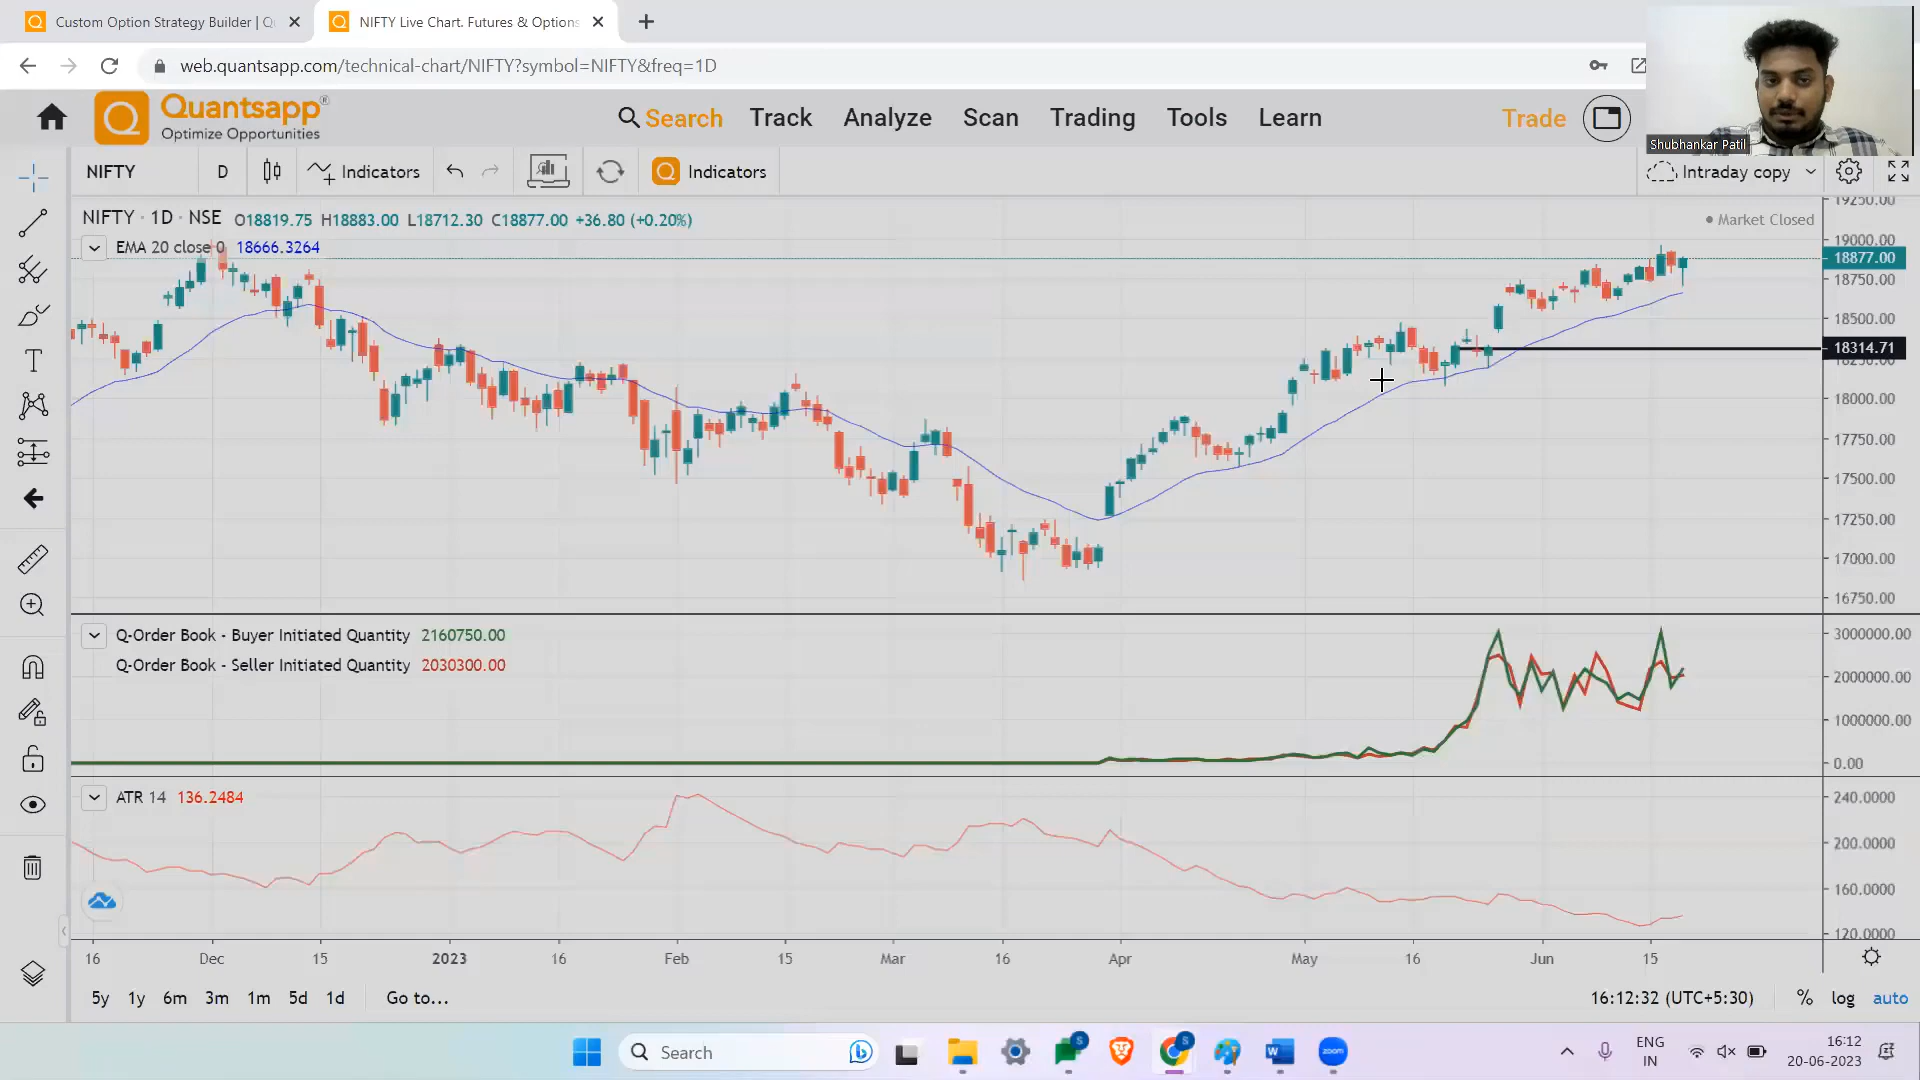 Custom Option Strategy Builder | Q
NIFTY Live Chart. Futures & Options
web.quantsapp.com/technical-chart/NIFTY?symbol=NIFTY&freq=1D
Quantsapp®
Optimize Opportunities
Search Track Analyze Scan Trading Tools Learn Trade
Shubhankar Patil
NIFTY D Indicators Indicators Intraday copy
NIFTY · 1D · NSE O18819.75 H18883.00 L18712.30 C18877.00 +36.80 (+0.20%)
Market Closed
EMA 20 close 0 18666.3264
19250.00
19000.00
18877.00
18750.00
18500.00
18314.71
18250.00
18000.00
17750.00
17500.00
17250.00
17000.00
16750.00
Q-Order Book - Buyer Initiated Quantity 2160750.00
Q-Order Book - Seller Initiated Quantity 2030300.00
3000000.00
2000000.00
1000000.00
0.00
ATR 14 136.2484
240.0000
200.0000
160.0000
120.0000
16 Dec 15 2023 16 Feb 15 Mar 16 Apr May 16 Jun 15
5y 1y 6m 3m 1m 5d 1d Go to... 16:12:32 (UTC+5:30) % log auto
Search
S
S
zoom
ENG
IN
16:12
20-06-2023